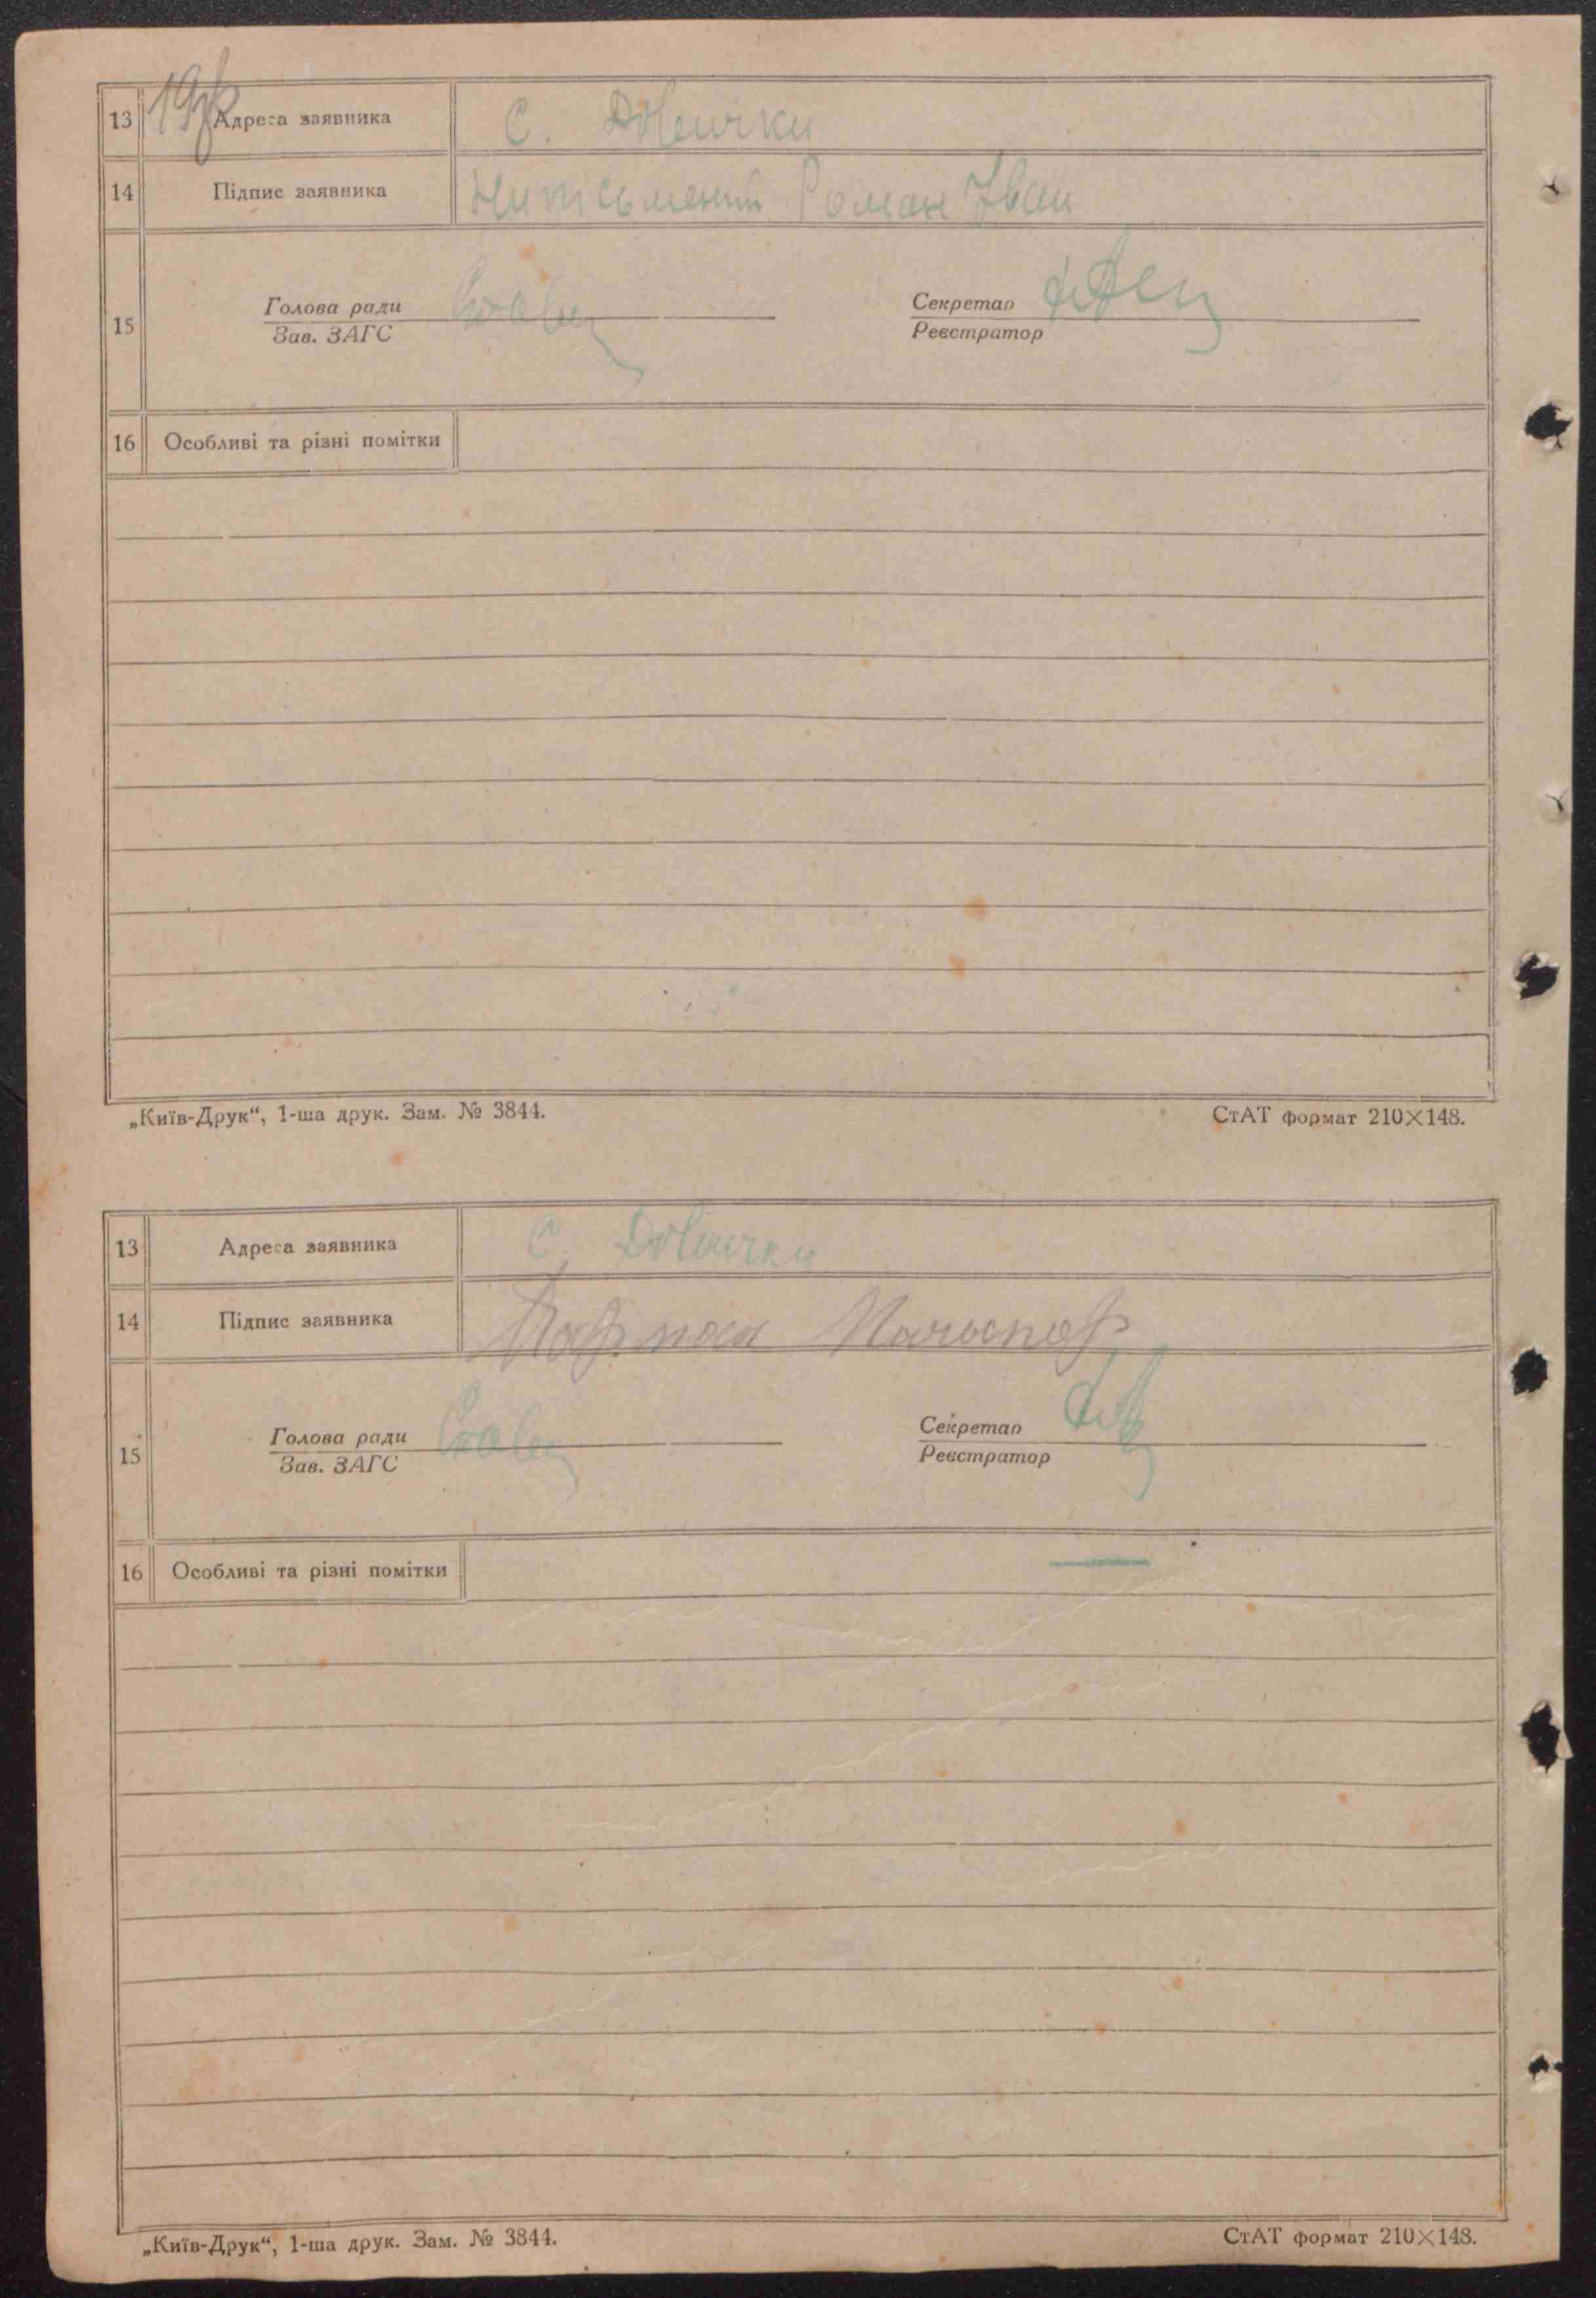 13 Адреса заявника С. Довжички
14 Підпис заявника Неписьменний Роман Іван
15 Голова ради Секретар
Зав. ЗАГС Реєстратор
16 Особливі та різні помітки
„Київ-Друк“, 1-ша друк. Зам. № 3844. СтАТ формат 210×148.
13 Адреса заявника С.
14 Підпис заявника
15 Голова ради Секретар
Зав. ЗАГС Реєстратор
16 Особливі та різні помітки —
„Київ-Друк“, 1-ша друк. Зам. № 3844. СтАТ формат 210×148.